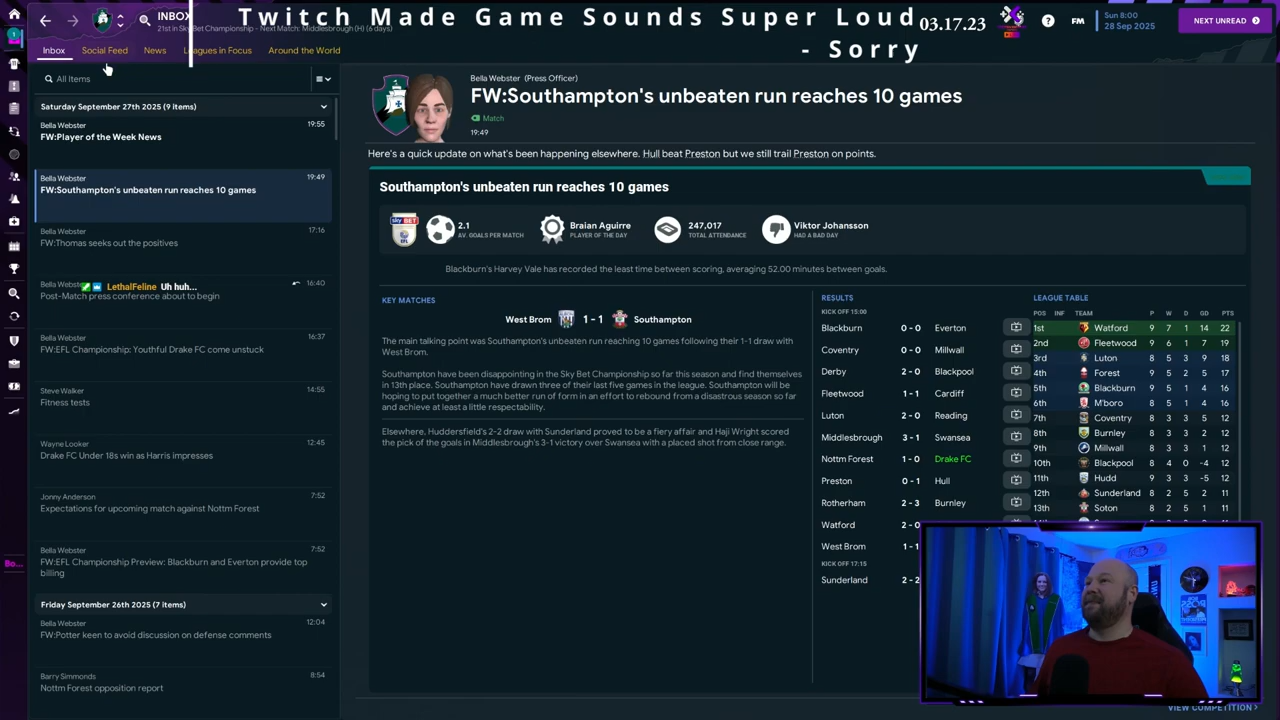 Twitch Made Game Sounds Super Loud
- Sorry
INBOX
21st in Sky Bet Championship - Next Match: Middlesbrough (H) (6 days)
03.17.23
FM
Sun 8:00
28 Sep 2025
NEXT UNREAD
Inbox
Social Feed
News
Leagues in Focus
Around the World
All Items
Saturday September 27th 2025 (9 items)
Bella Webster 19:55
FW:Player of the Week News
Bella Webster 19:49
FW:Southampton's unbeaten run reaches 10 games
Bella Webster 17:16
FW:Thomas seeks out the positives
Bella Webster 16:40
LethalFeline Uh huh...
Post-Match press conference about to begin
Bella Webster 16:37
FW:EFL Championship: Youthful Drake FC come unstuck
Steve Walker 14:55
Fitness tests
Wayne Looker 12:45
Drake FC Under 18s win as Harris impresses
Jonny Anderson 7:52
Expectations for upcoming match against Nottm Forest
Bella Webster 7:52
FW:EFL Championship Preview: Blackburn and Everton provide top
billing
Friday September 26th 2025 (7 items)
Bella Webster 12:04
FW:Potter keen to avoid discussion on defense comments
Barry Simmonds 8:54
Nottm Forest opposition report
Bo...
Bella Webster (Press Officer)
FW:Southampton's unbeaten run reaches 10 games
Match
19:49
Here's a quick update on what's been happening elsewhere. Hull beat Preston but we still trail Preston on points.
Southampton's unbeaten run reaches 10 games
sky BET
EFL
2.1
AV. GOALS PER MATCH
Braian Aguirre
PLAYER OF THE DAY
247,017
TOTAL ATTENDANCE
Viktor Johansson
HAD A BAD DAY
Blackburn's Harvey Vale has recorded the least time between scoring, averaging 52.00 minutes between goals.
KEY MATCHES
West Brom 1 - 1 Southampton
The main talking point was Southampton's unbeaten run reaching 10 games following their 1-1 draw with
West Brom.
Southampton have been disappointing in the Sky Bet Championship so far this season and find themselves
in 13th place. Southampton have drawn three of their last five games in the league. Southampton will be
hoping to put together a much better run of form in an effort to rebound from a disastrous season so far
and achieve at least a little respectability.
Elsewhere, Huddersfield's 2-2 draw with Sunderland proved to be a fiery affair and Haji Wright scored
the pick of the goals in Middlesbrough's 3-1 victory over Swansea with a placed shot from close range.
RESULTS
KICK OFF 15:00
Blackburn 0 - 0 Everton
Coventry 0 - 0 Millwall
Derby 2 - 0 Blackpool
Fleetwood 1 - 1 Cardiff
Luton 2 - 0 Reading
Middlesbrough 3 - 1 Swansea
Nottm Forest 1 - 0 Drake FC
Preston 0 - 1 Hull
Rotherham 2 - 3 Burnley
Watford 2 - 0
West Brom 1 - 1
KICK OFF 17:15
Sunderland 2 - 2
LEAGUE TABLE
POS INF TEAM P W D GD PTS
1st Watford 9 7 1 14 22
2nd Fleetwood 9 6 1 7 19
3rd Luton 8 5 3 9 18
4th Forest 9 5 2 5 17
5th Blackburn 9 5 1 4 16
6th M'boro 8 5 1 4 16
7th Coventry 8 3 3 5 12
8th Burnley 8 3 3 2 12
9th Millwall 8 3 3 1 12
10th Blackpool 8 4 0 -4 12
11th Hudd 9 3 3 -5 12
12th Sunderland 8 2 5 2 11
13th Soton 8 2 5 1 11
VIEW COMPETITION >